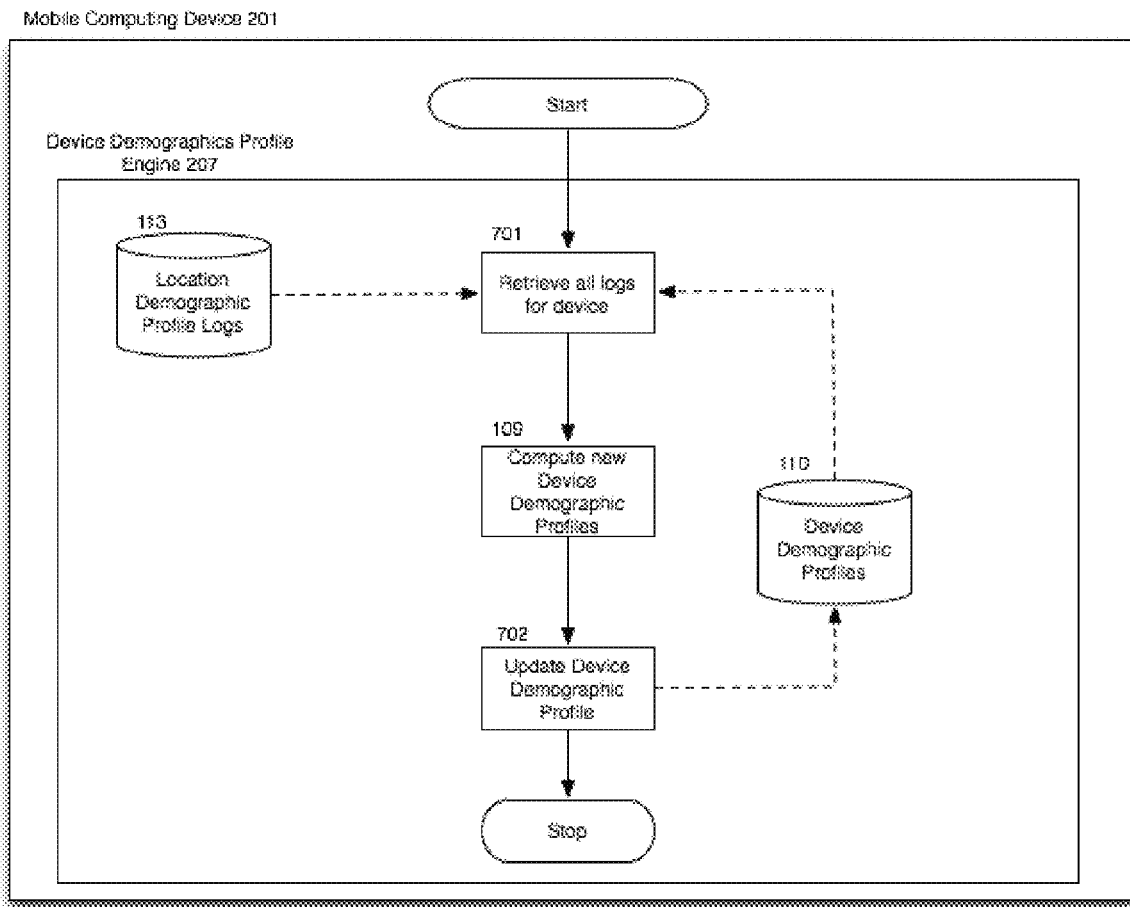 Mobile Computing Device 201
Start
Device Demographics Profile
Engine 207
113
Location
Demographic
Profile Logs
701
Retrieve all logs
for device
109
Compute new
Device
Demographic
Profiles
110
Device
Demographic
Profiles
702
Update Device
Demographic
Profile
Stop